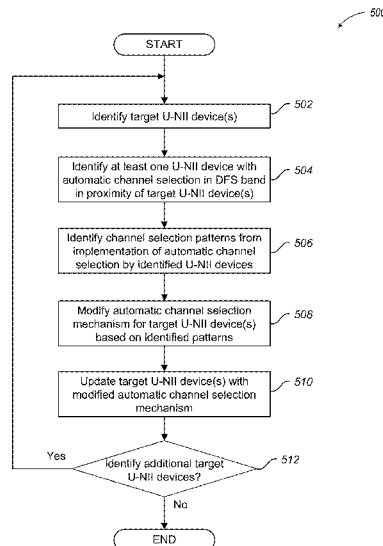 500
START
Identify target U-NII device(s)
502
Identify at least one U-NII device with
automatic channel selection in DFS band
in proximity of target U-NII device(s)
504
Identify channel selection patterns from
implementation of automatic channel
selection by identified U-NII devices
506
Modify automatic channel selection
mechanism for target U-NII device(s)
based on identified patterns
508
Update target U-NII device(s) with
modified automatic channel selection
mechanism
510
Yes
Identify additional target
U-NII devices?
512
No
END